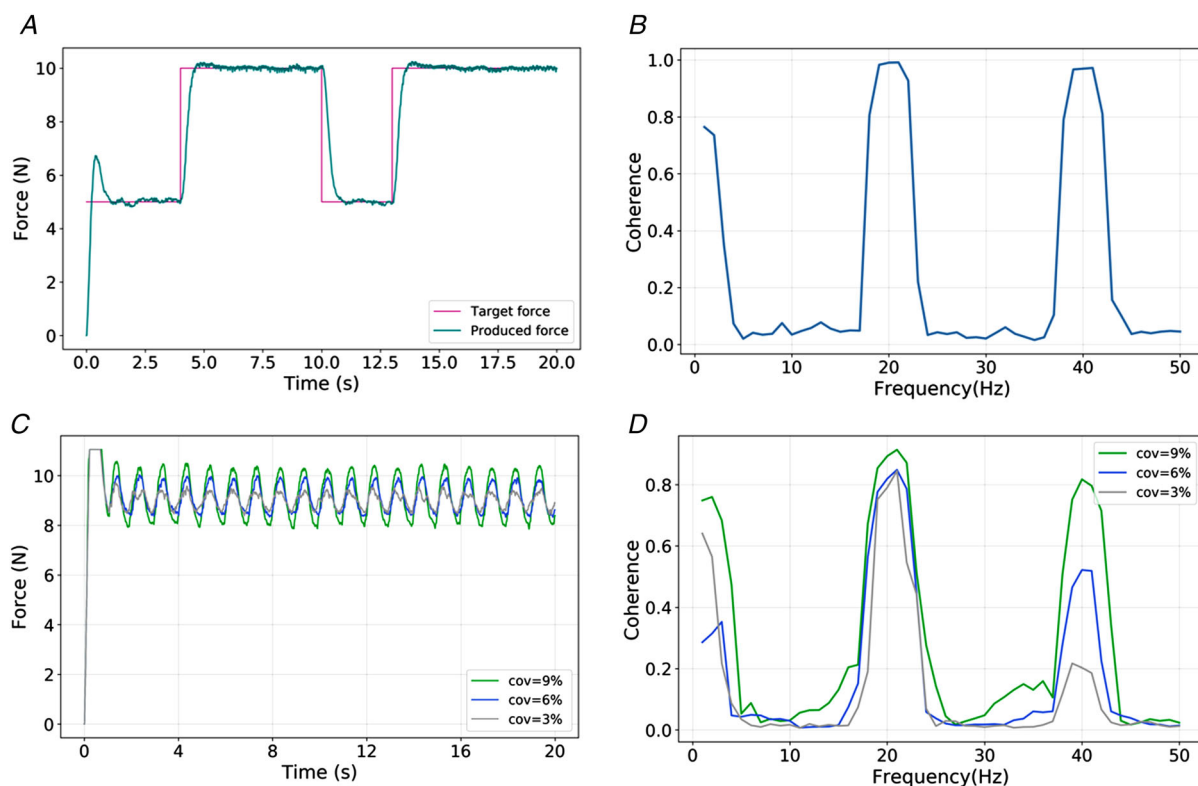 A
Force (N)
10
8
6
4
2
0
0.0 2.5 5.0 7.5 10.0 12.5 15.0 17.5 20.0
Time (s)
Target force
Produced force
B
Coherence
1.0
0.8
0.6
0.4
0.2
0.0
0 10 20 30 40 50
Frequency(Hz)
C
Force (N)
10
8
6
4
2
0
0 4 8 12 16 20
Time (s)
cov=9%
cov=6%
cov=3%
D
Coherence
0.8
0.6
0.4
0.2
0.0
0 10 20 30 40 50
Frequency(Hz)
cov=9%
cov=6%
cov=3%